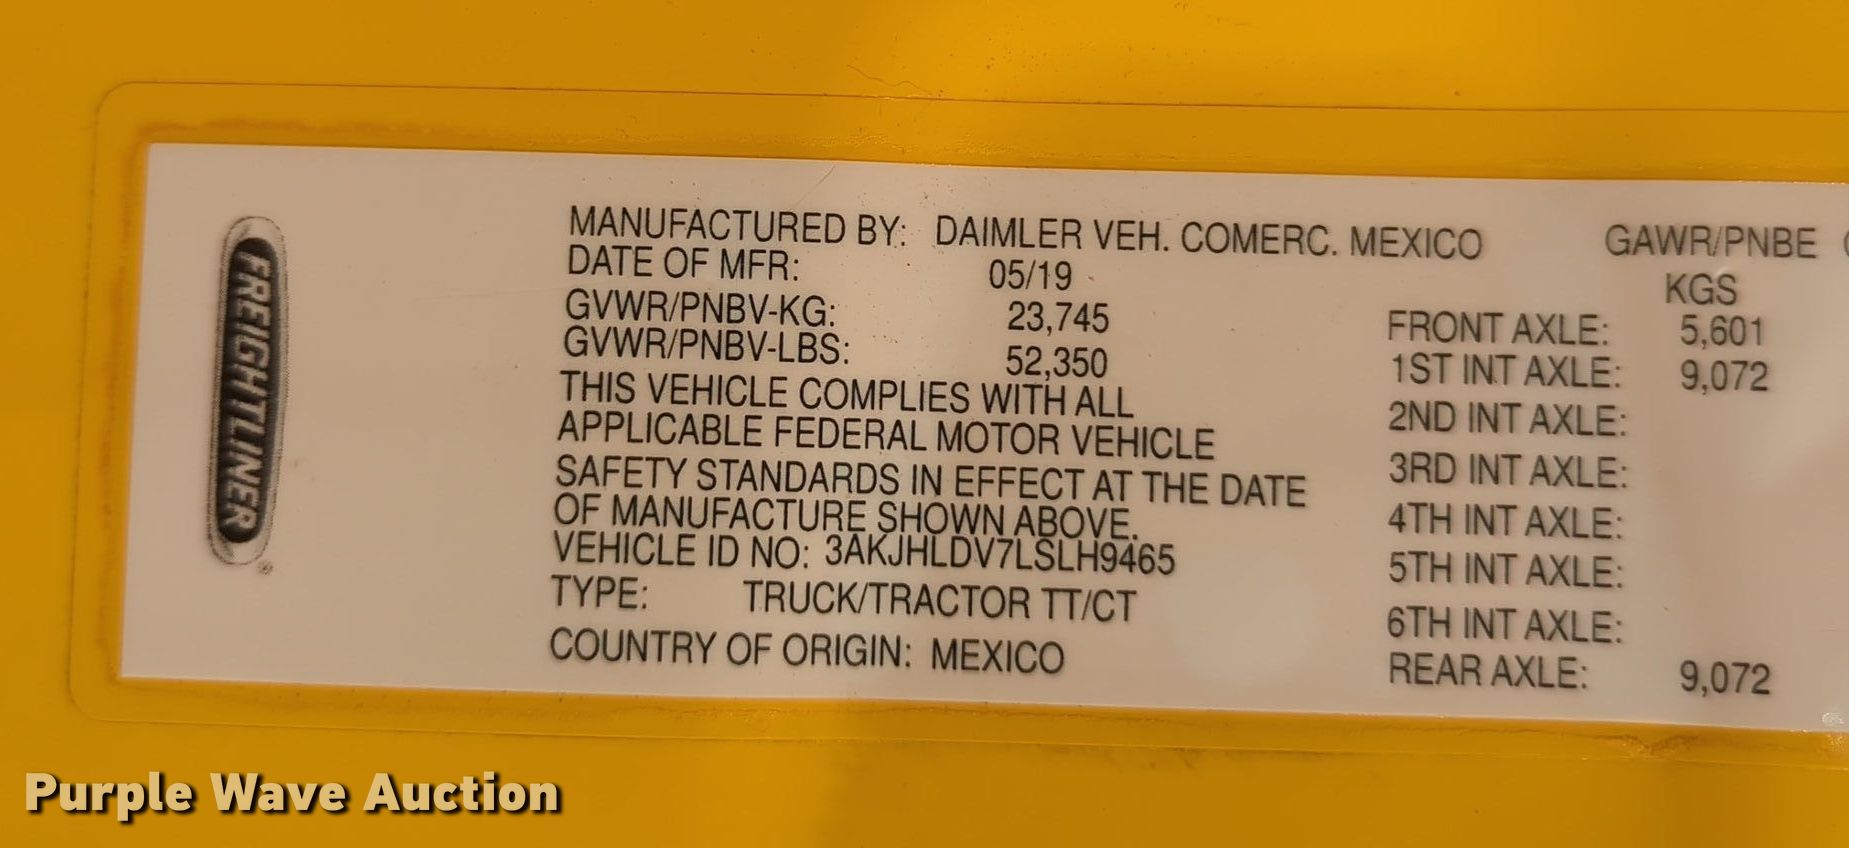 FREIGHTLINER
MANUFACTURED BY: DAIMLER VEH. COMERC. MEXICO
DATE OF MFR: 05/19
GVWR/PNBV-KG: 23,745
GVWR/PNBV-LBS: 52,350
THIS VEHICLE COMPLIES WITH ALL
APPLICABLE FEDERAL MOTOR VEHICLE
SAFETY STANDARDS IN EFFECT AT THE DATE
OF MANUFACTURE SHOWN ABOVE.
VEHICLE ID NO: 3AKJHLDV7LSLH9465
TYPE: TRUCK/TRACTOR TT/CT
COUNTRY OF ORIGIN: MEXICO
GAWR/PNBE
KGS
FRONT AXLE: 5,601
1ST INT AXLE: 9,072
2ND INT AXLE:
3RD INT AXLE:
4TH INT AXLE:
5TH INT AXLE:
6TH INT AXLE:
REAR AXLE: 9,072
Purple Wave Auction